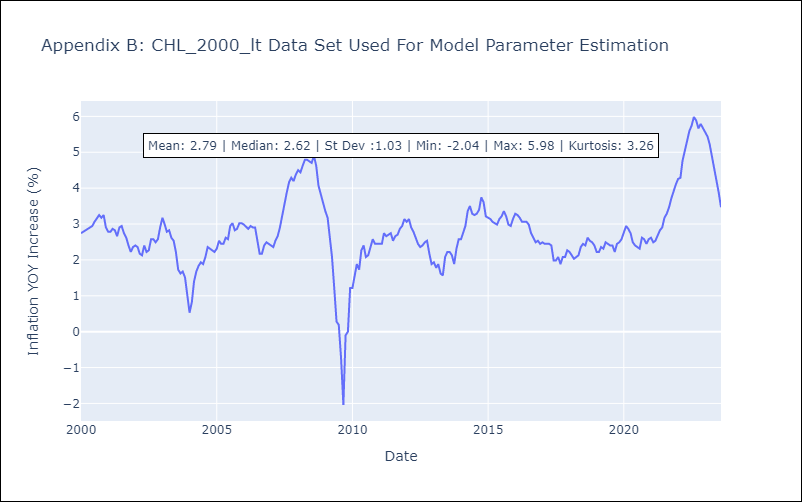 Appendix B: CHL_2000_lt Data Set Used For Model Parameter Estimation
6
Mean: 2.79 | Median: 2.62 | St Dev :1.03 | Min: -2.04 | Max: 5.98 | Kurtosis: 3.26
5
4
3
2
1
0
−1
−2
Inflation YOY Increase (%)
2000 2005 2010 2015 2020
Date